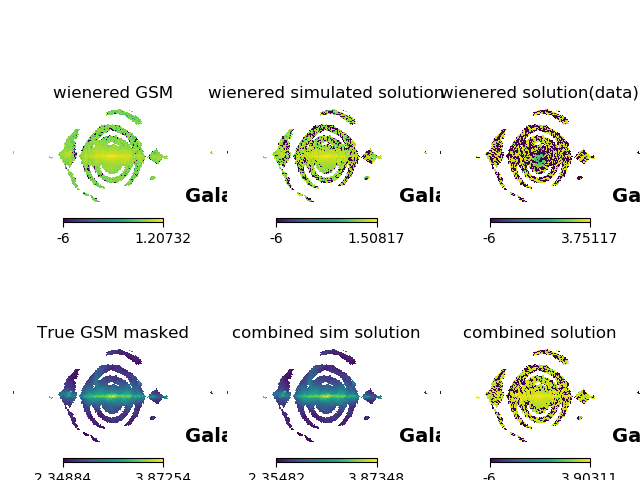 wienered GSM
wienered simulated solution
wienered solution(data)
Gala
Gala
Ga
-6 1.20732
-6 1.50817
-6 3.75117
True GSM masked
combined sim solution
combined solution
Gala
Gala
Ga
2.34884 3.87254
2.35482 3.87348
-6 3.90311